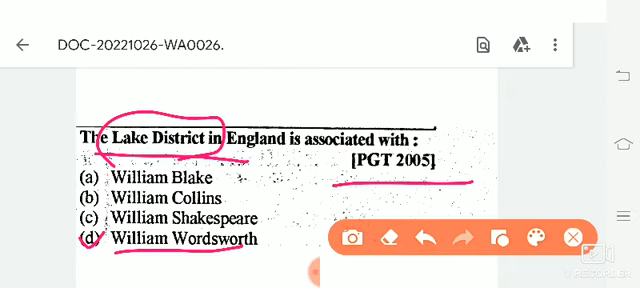 DOC-20221026-WA0026.
The Lake District in England is associated with :
[PGT 2005]
(a) William Blake
(b) William Collins
(c) William Shakespeare
(d) William Wordsworth
RECORDER